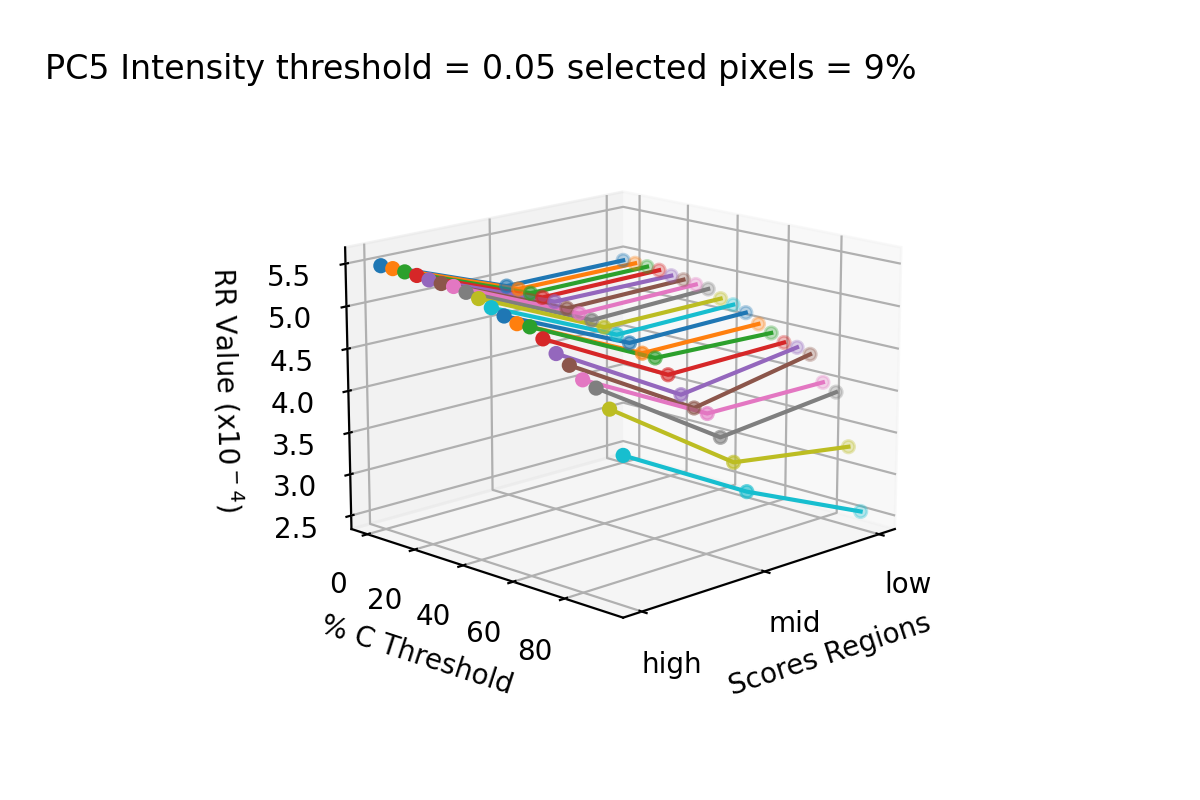 PC5 Intensity threshold = 0.05 selected pixels = 9%
RR Value (x10⁻⁴)
5.5
5.0
4.5
4.0
3.5
3.0
2.5
0
20
40
60
80
% C Threshold
high
mid
low
Scores Regions